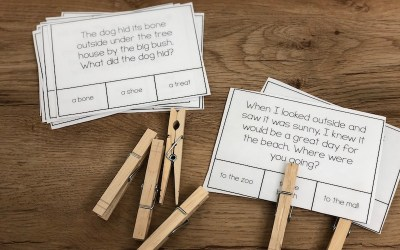 The dog hid its bone
outside under the tree
house by the big bush.
What did the dog hid?
a bone
a shoe
a treat
When I looked outside and
saw it was sunny, I knew it
would be a great day for
the beach. Where were
you going?
to the zoo
to the mall